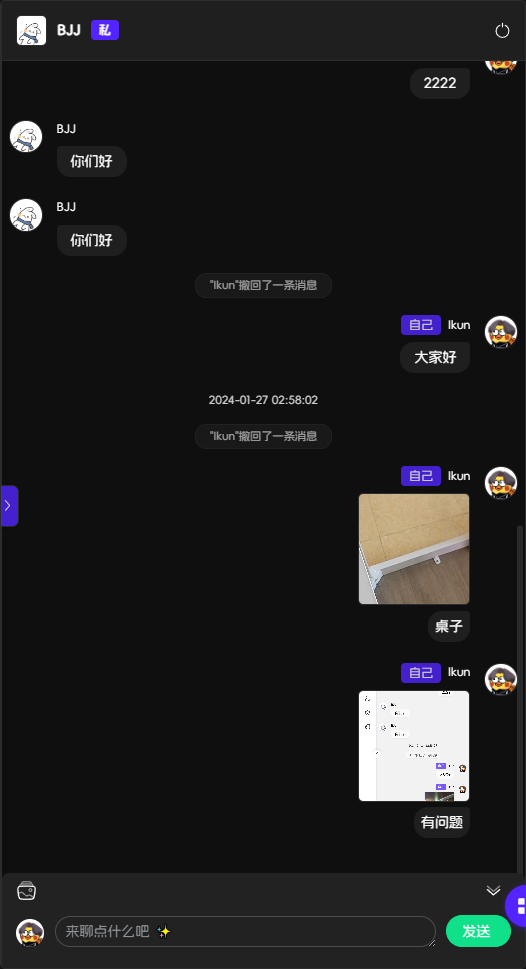 BJJ 私
2222
BJJ
你们好
BJJ
你们好
"Ikun"撤回了一条消息
自己 Ikun
大家好
2024-01-27 02:58:02
"Ikun"撤回了一条消息
自己 Ikun
桌子
自己 Ikun
有问题
来聊点什么吧 ✨
发送